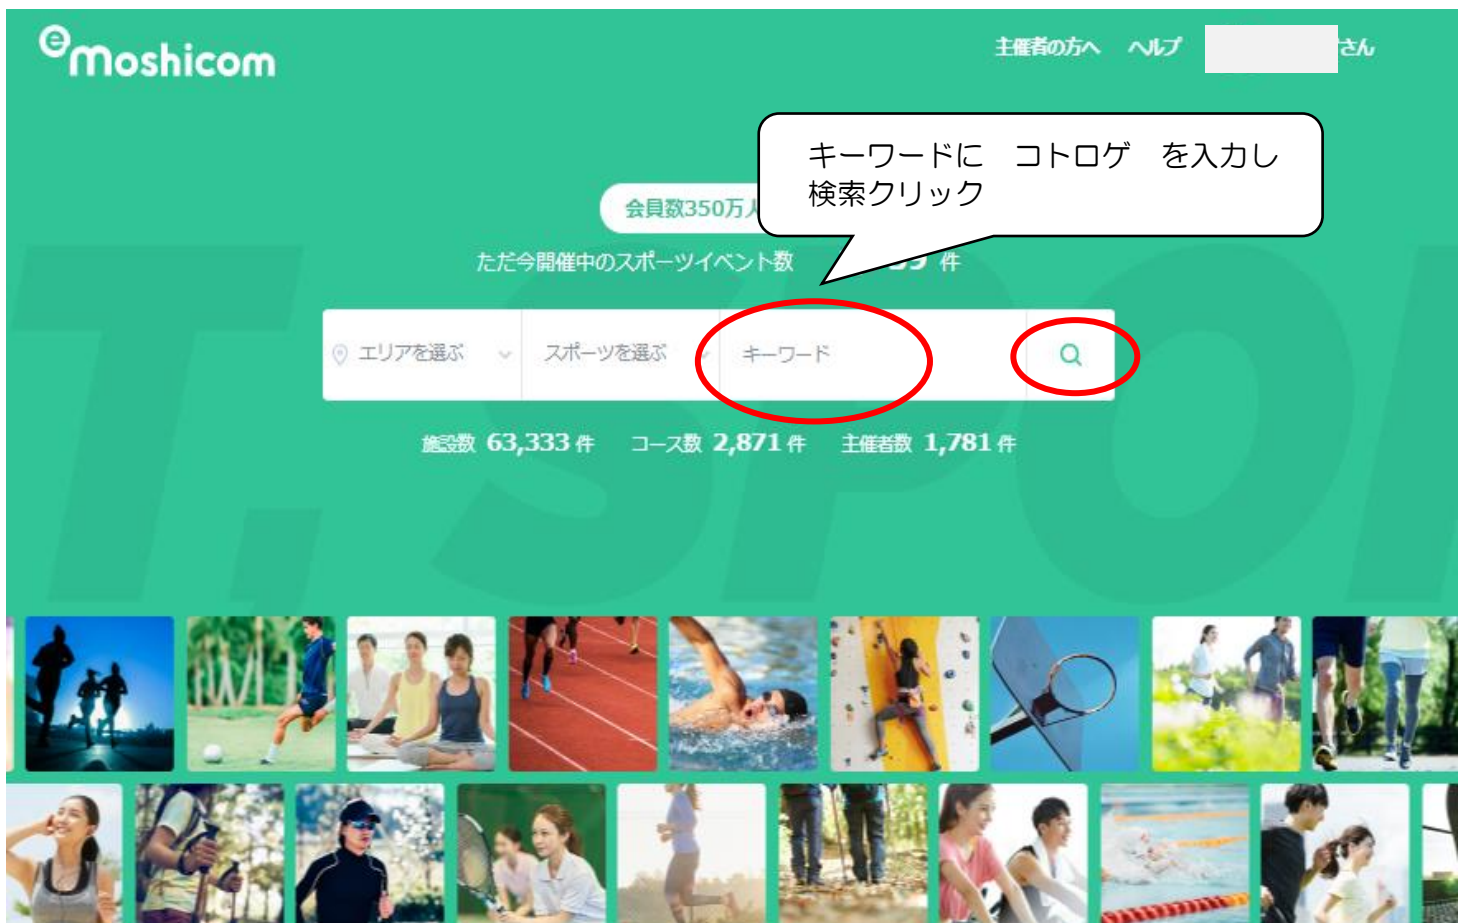 moshicom
主催者の方へ ヘルプ さん
キーワードに コトロゲ を入力し
検索クリック
会員数350万人
ただ今開催中のスポーツイベント数 件
エリアを選ぶ スポーツを選ぶ キーワード
施設数 63,333 件 コース数 2,871 件 主催者数 1,781 件
T, SPO